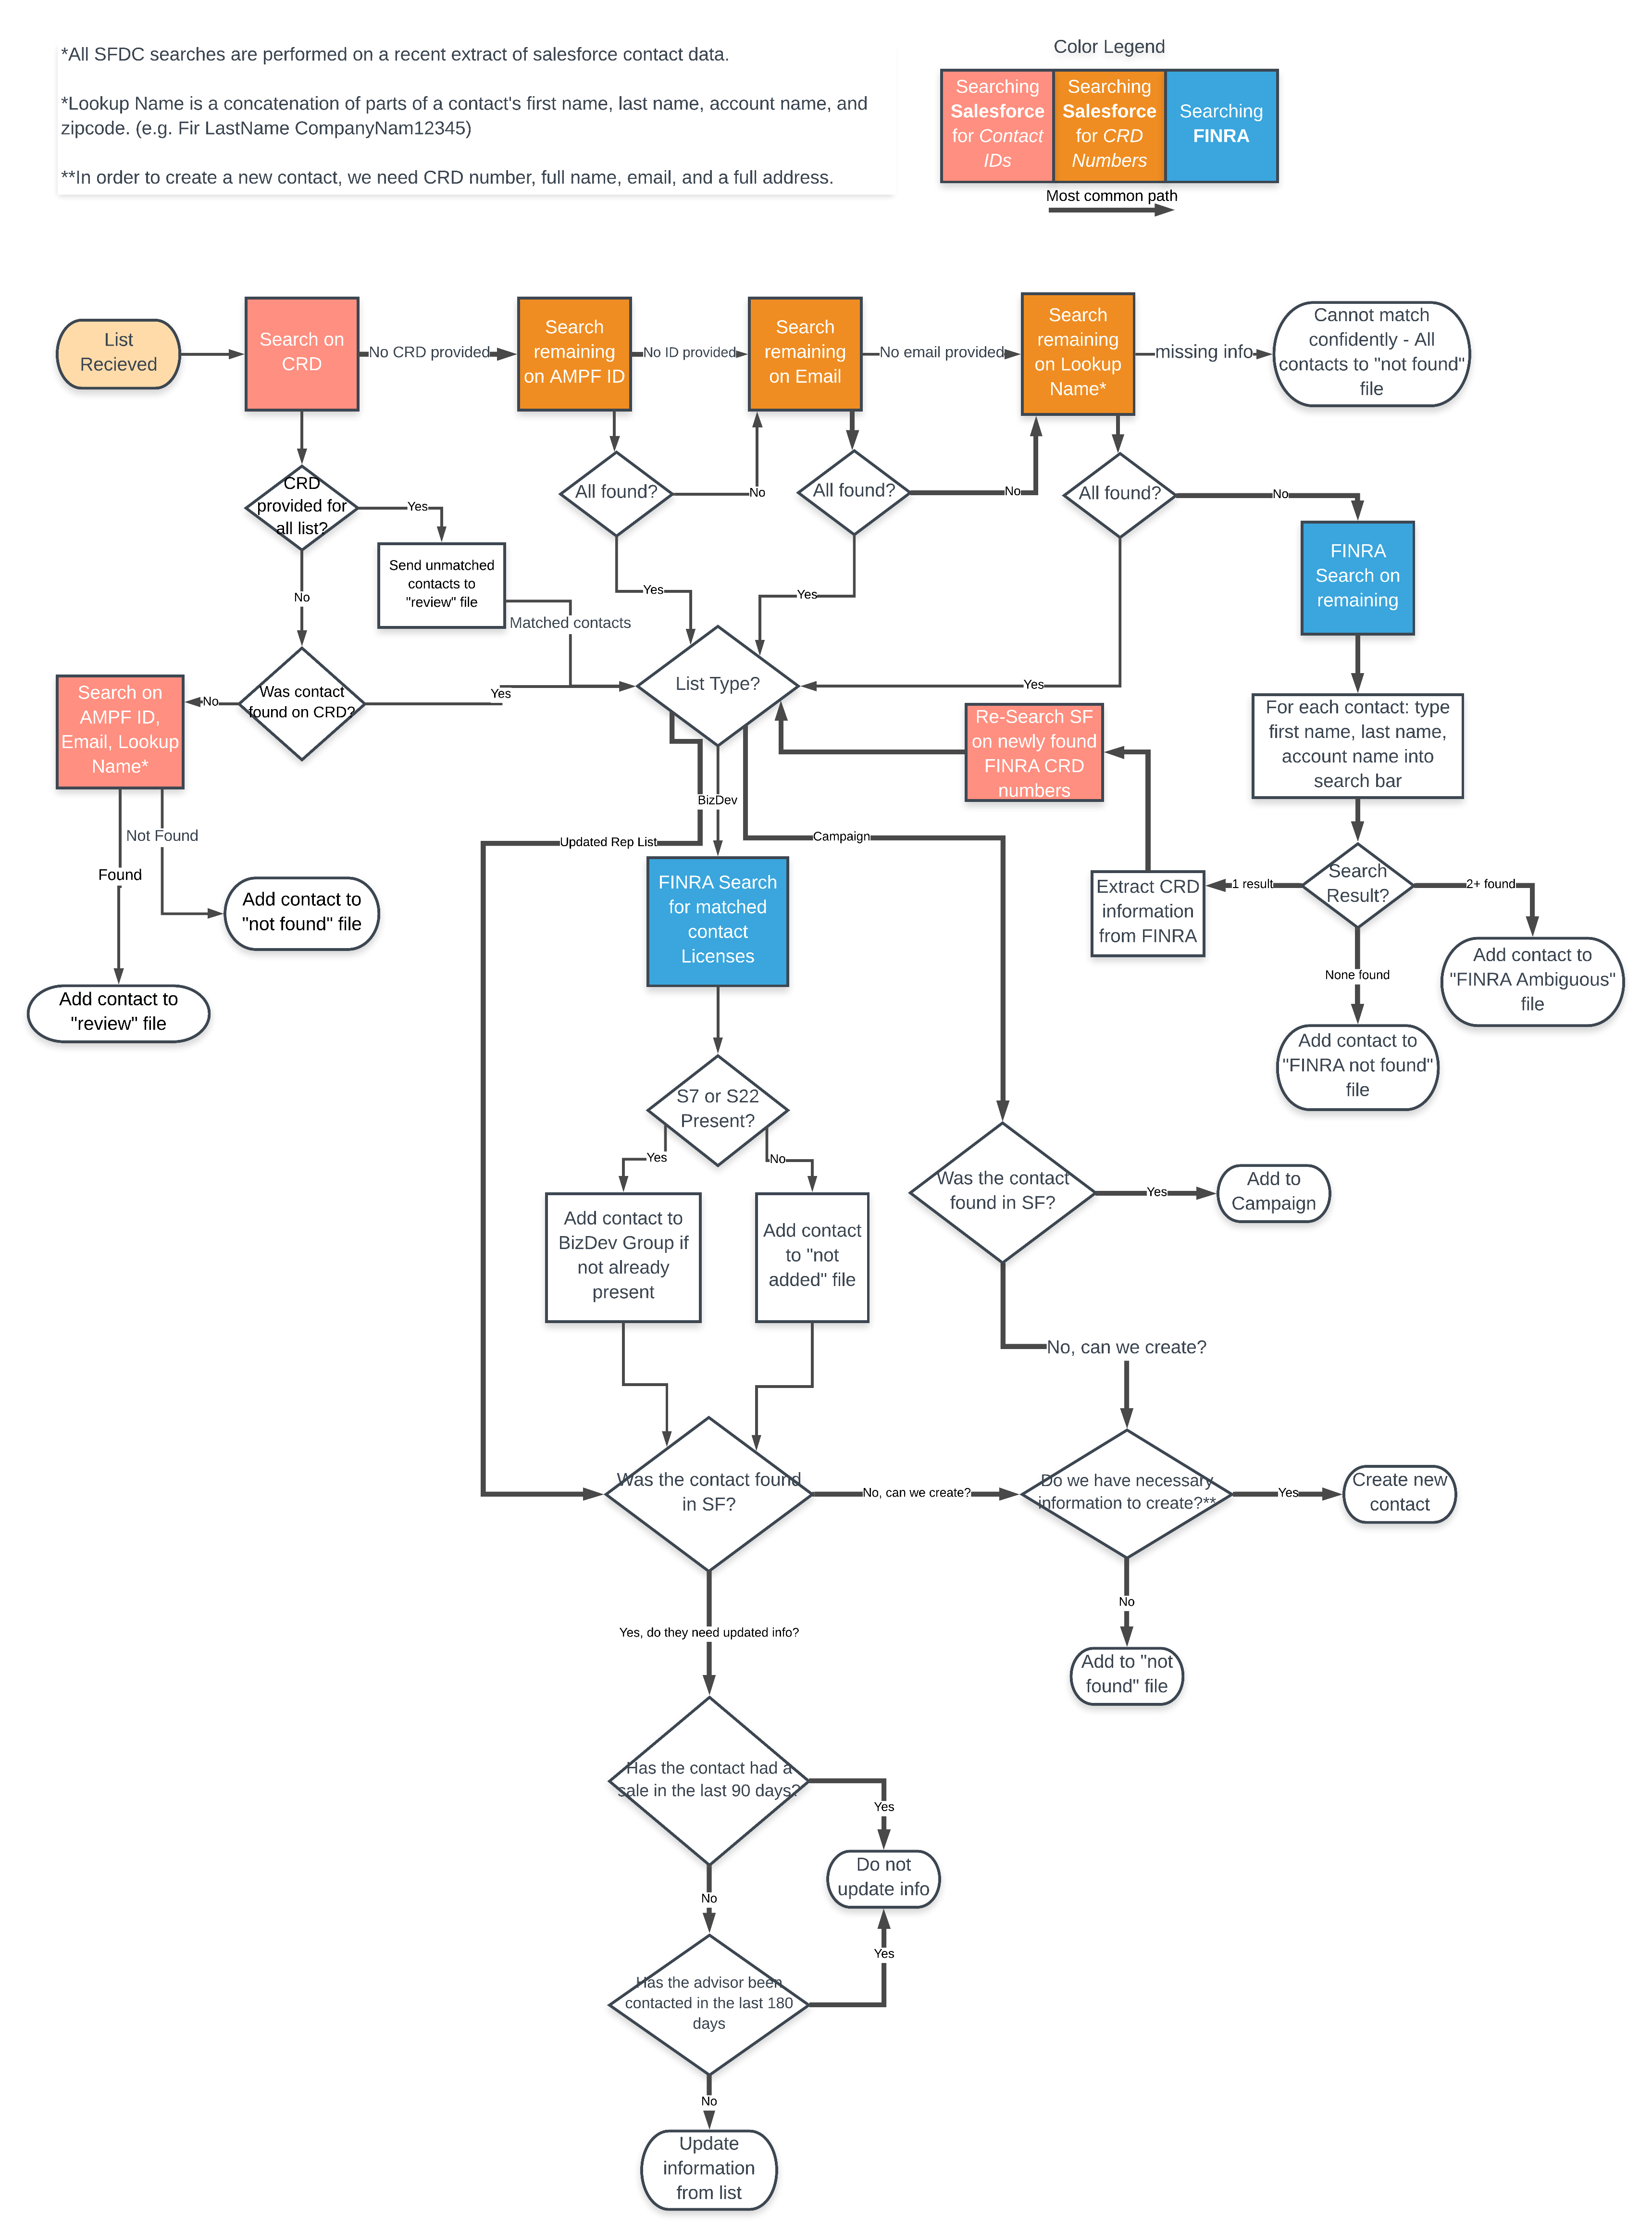 *All SFDC searches are performed on a recent extract of salesforce contact data.
*Lookup Name is a concatenation of parts of a contact's first name, last name, account name, and
zipcode. (e.g. Fir LastName CompanyNam12345)
**In order to create a new contact, we need CRD number, full name, email, and a full address.
Color Legend
Searching
Salesforce
for Contact
IDs
Searching
Salesforce
for CRD
Numbers
Searching
FINRA
Most common path
List
Recieved
Search on
CRD
No CRD provided
Search
remaining
on AMPF ID
No ID provided
Search
remaining
on Email
No email provided
Search
remaining
on Lookup
Name*
missing info
Cannot match
confidently - All
contacts to "not found"
file
CRD
provided for
all list?
Yes
Send unmatched
contacts to
"review" file
Matched contacts
No
All found?
No
Yes
All found?
No
Yes
All found?
No
Yes
FINRA
Search on
remaining
Was contact
found on CRD?
No
Yes
Search on
AMPF ID,
Email, Lookup
Name*
Not Found
Found
Add contact to
"not found" file
Add contact to
"review" file
List Type?
Re-Search SF
on newly found
FINRA CRD
numbers
For each contact: type
first name, last name,
account name into
search bar
BizDev
Updated Rep List
Campaign
Search
Result?
1 result
2+ found
None found
Extract CRD
information
from FINRA
Add contact to
"FINRA Ambiguous"
file
Add contact to
"FINRA not found"
file
FINRA Search
for matched
contact
Licenses
S7 or S22
Present?
Yes
No
Add contact to
BizDev Group if
not already
present
Add contact
to "not
added" file
Was the contact
found in SF?
Yes
Add to
Campaign
No, can we create?
Was the contact found
in SF?
No, can we create?
Do we have necessary
information to create?**
Yes
Create new
contact
No
Add to "not
found" file
Yes, do they need updated info?
Has the contact had a
sale in the last 90 days?
Yes
Do not
update info
No
Yes
Has the advisor been
contacted in the last 180
days
No
Update
information
from list